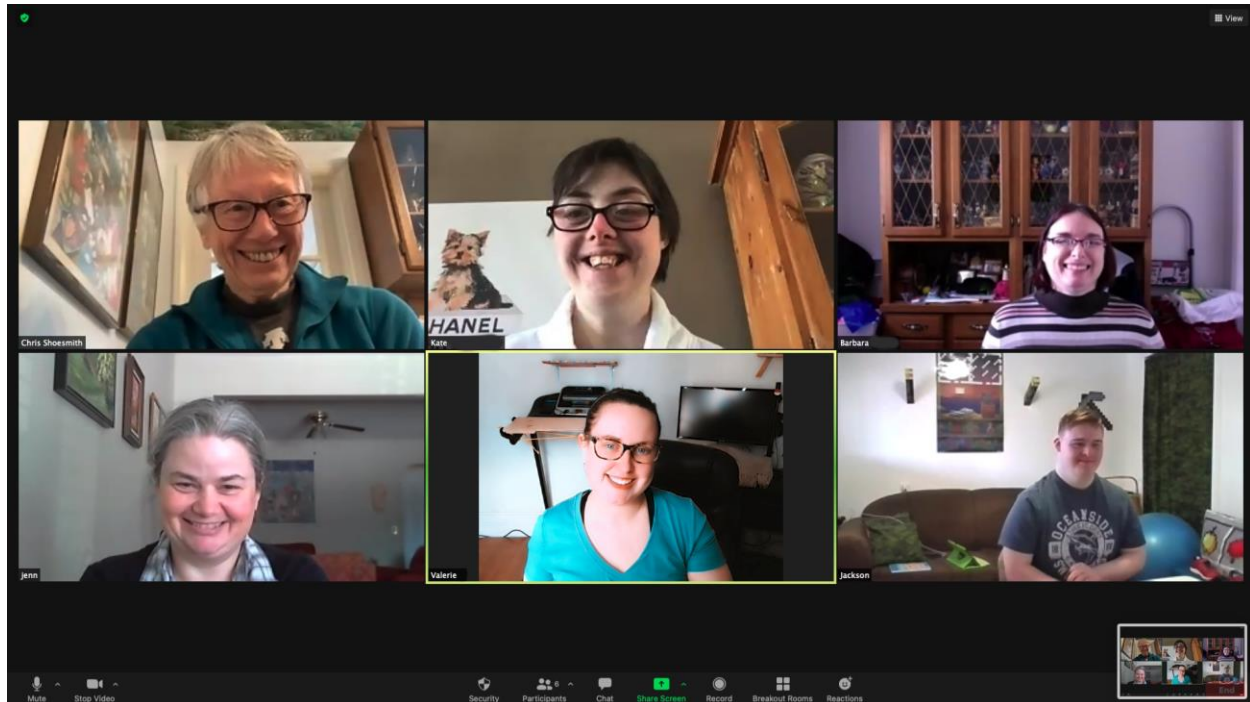 View
Chris Shoesmith
HANEL
Kate
Barbara
jenn
Valerie
OCEANSIDE
Jackson
Mute
Stop Video
Security
Participants
6
Chat
Share Screen
Record
Breakout Rooms
Reactions
End